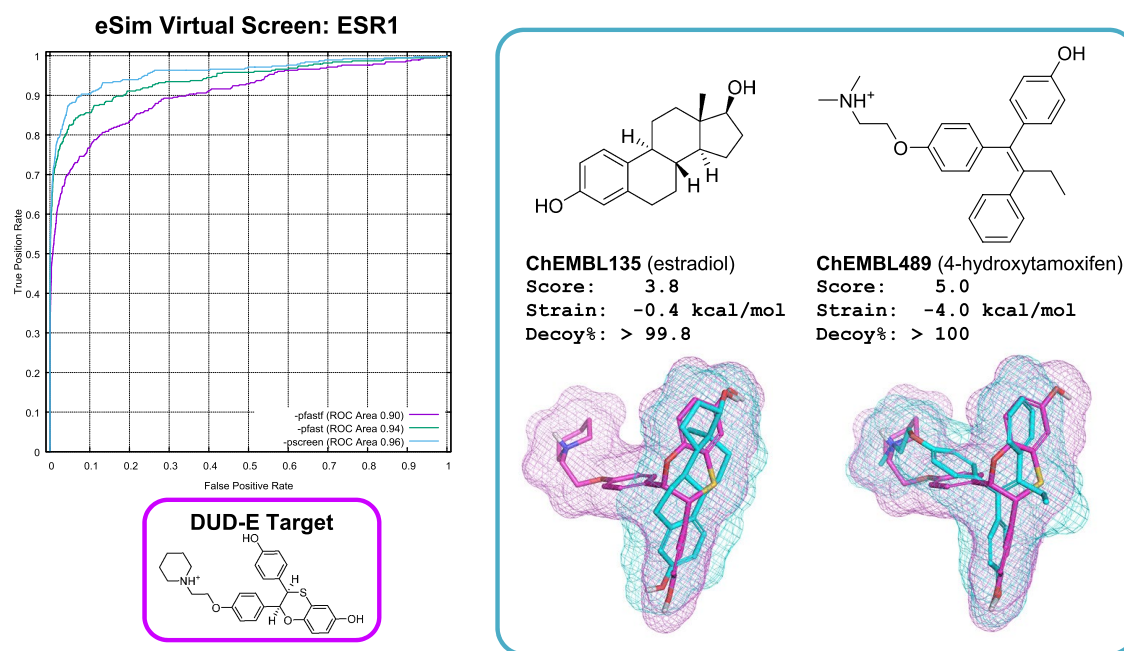 eSim Virtual Screen: ESR1
1
0.9
0.8
0.7
0.6
0.5
0.4
0.3
0.2
0.1
0
True Position Rate
-pfastf (ROC Area 0.90)
-pfast (ROC Area 0.94)
-pscreen (ROC Area 0.96)
0 0.1 0.2 0.3 0.4 0.5 0.6 0.7 0.8 0.9 1
False Positive Rate
DUD-E Target
HO
H
S
NH+
O
H
O
OH
OH
H
H
H
HO
ChEMBL135 (estradiol)
Score: 3.8
Strain: -0.4 kcal/mol
Decoy%: > 99.8
OH
NH+
O
ChEMBL489 (4-hydroxytamoxifen)
Score: 5.0
Strain: -4.0 kcal/mol
Decoy%: > 100